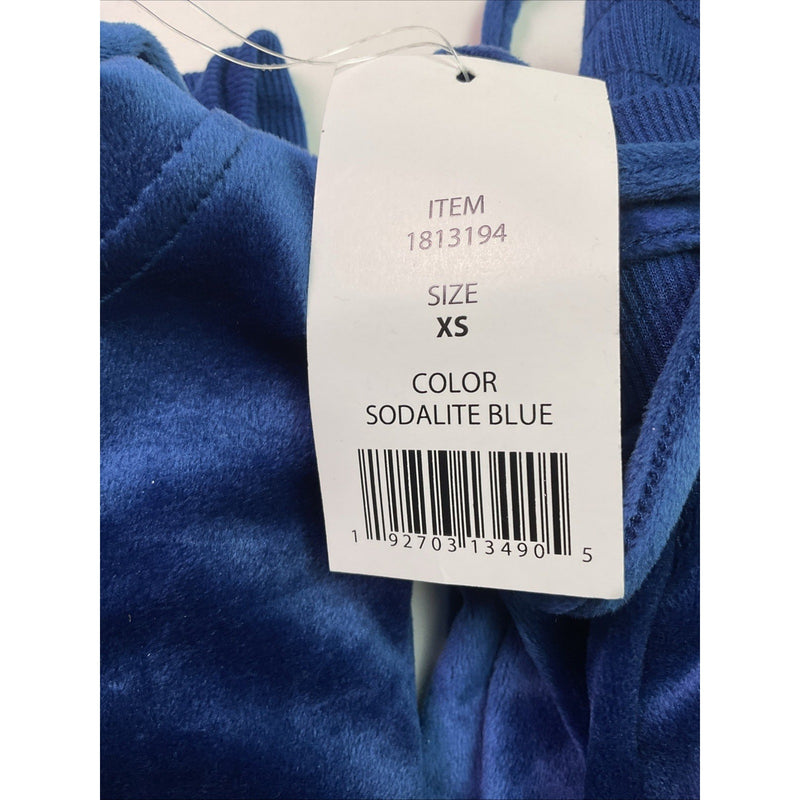 ITEM
1813194
SIZE
XS
COLOR
SODALITE BLUE
1 92703 13490 5